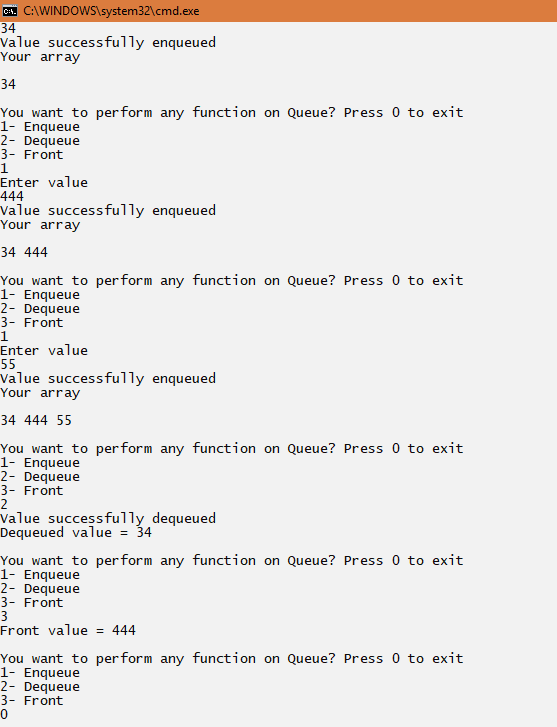 C:\WINDOWS\system32\cmd.exe
34
Value successfully enqueued
Your array
34
You want to perform any function on Queue? Press 0 to exit
1- Enqueue
2- Dequeue
3- Front
1
Enter value
444
Value successfully enqueued
Your array
34 444
You want to perform any function on Queue? Press 0 to exit
1- Enqueue
2- Dequeue
3- Front
1
Enter value
55
Value successfully enqueued
Your array
34 444 55
You want to perform any function on Queue? Press 0 to exit
1- Enqueue
2- Dequeue
3- Front
2
Value successfully dequeued
Dequeued value = 34
You want to perform any function on Queue? Press 0 to exit
1- Enqueue
2- Dequeue
3- Front
3
Front value = 444
You want to perform any function on Queue? Press 0 to exit
1- Enqueue
2- Dequeue
3- Front
0